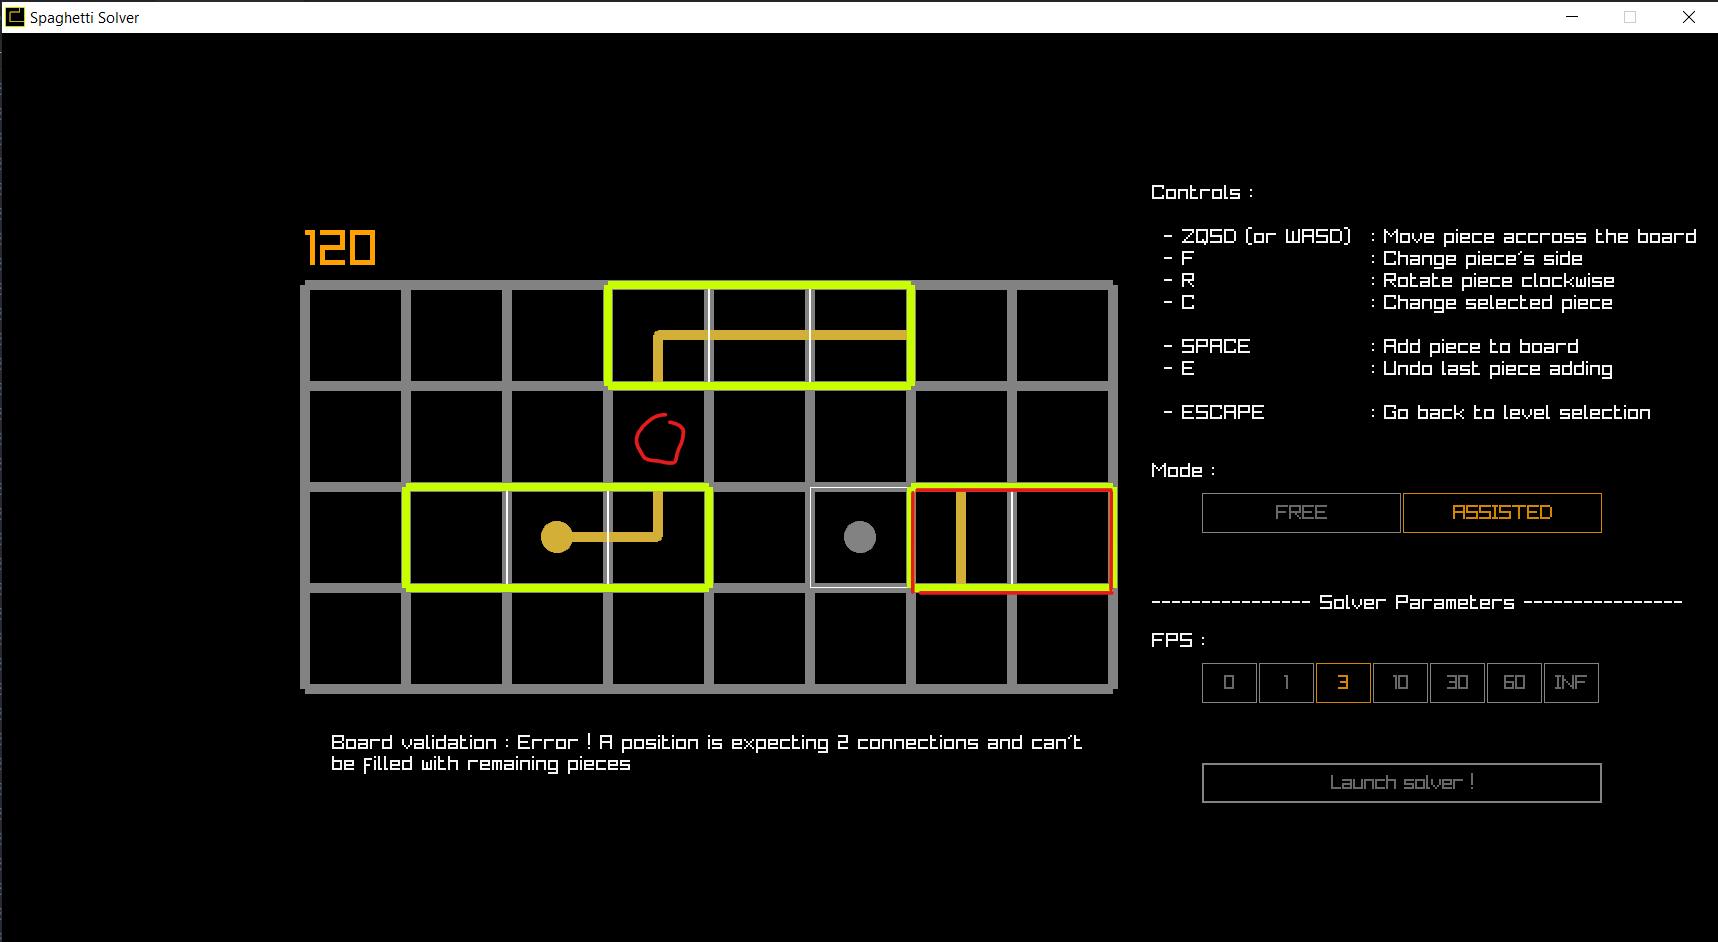 Spaghetti Solver
120
Controls :
- ZQSD (or WASD) : Move piece accross the board
- F : Change piece's side
- R : Rotate piece clockwise
- C : Change selected piece
- SPACE : Add piece to board
- E : Undo last piece adding
- ESCAPE : Go back to level selection
Mode :
FREE ASSISTED
---------------- Solver Parameters ----------------
FPS :
0 1 3 10 30 60 INF
Launch solver !
Board validation : Error ! A position is expecting 2 connections and can't
be filled with remaining pieces